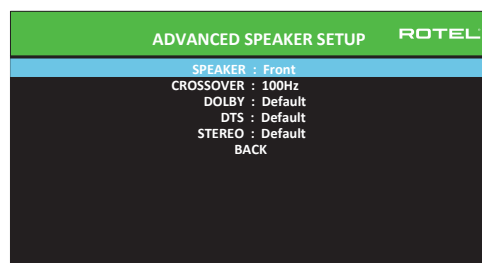 ADVANCED SPEAKER SETUP ROTEL
SPEAKER : Front
CROSSOVER : 100Hz
DOLBY : Default
DTS : Default
STEREO : Default
BACK